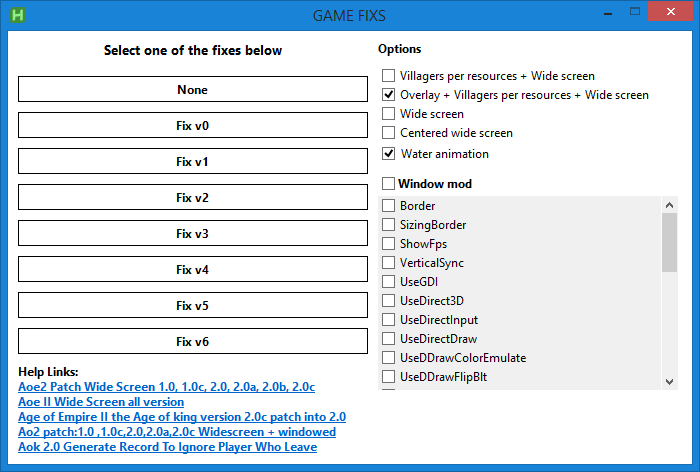 H
GAME FIXS
Select one of the fixes below
None
Fix v0
Fix v1
Fix v2
Fix v3
Fix v4
Fix v5
Fix v6
Help Links:
Aoe2 Patch Wide Screen 1.0, 1.0c, 2.0, 2.0a, 2.0b, 2.0c
Aoe II Wide Screen all version
Age of Empire II the Age of king version 2.0c patch into 2.0
Ao2 patch:1.0 ,1.0c,2.0,2.0a,2.0c Widescreen + windowed
Aok 2.0 Generate Record To Ignore Player Who Leave
Options
Villagers per resources + Wide screen
Overlay + Villagers per resources + Wide screen
Wide screen
Centered wide screen
Water animation
Window mod
Border
SizingBorder
ShowFps
VerticalSync
UseGDI
UseDirect3D
UseDirectInput
UseDirectDraw
UseDDrawColorEmulate
UseDDrawFlipBlt